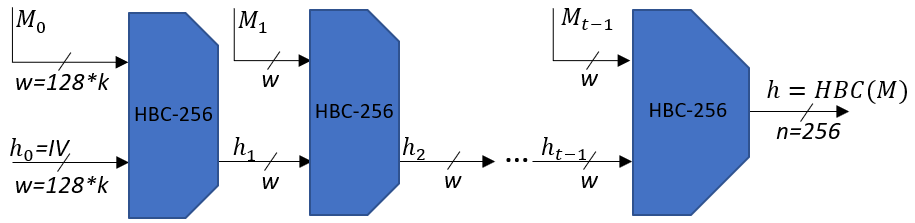 M₀
w=128*k
h₀=IV
w=128*k
HBC-256
M₁
w
h₁
w
HBC-256
h₂
w
...
hₜ₋₁
w
Mₜ₋₁
w
HBC-256
h = HBC(M)
n=256